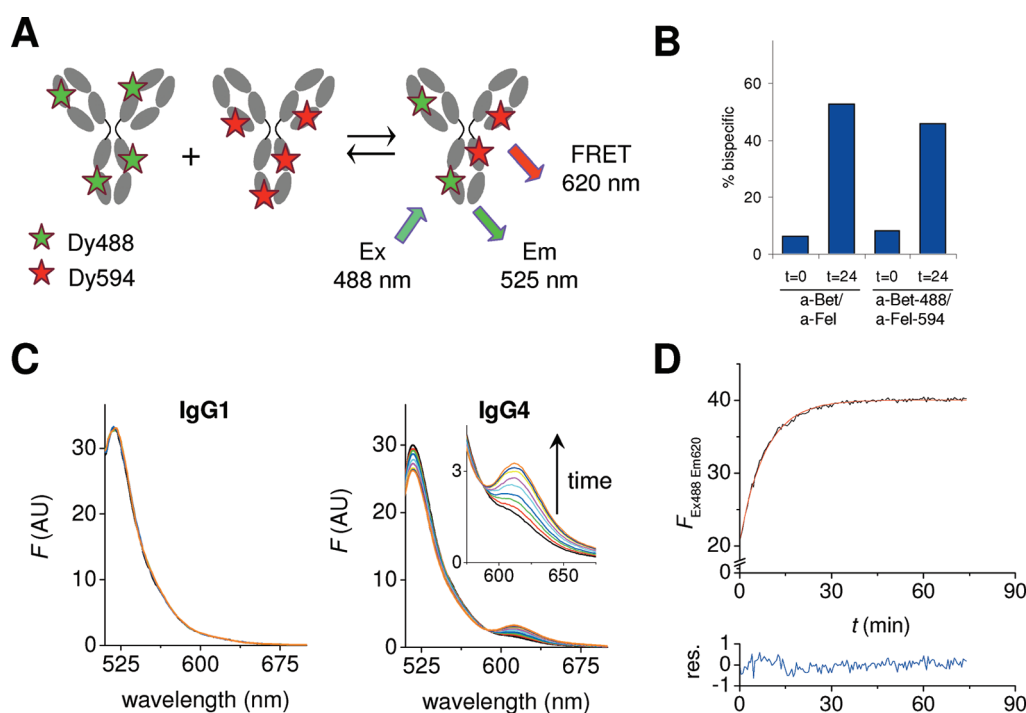 A
+
FRET
620 nm
Ex
488 nm
Em
525 nm
Dy488
Dy594
B
% bispecific
60
40
20
0
t=0 t=24 t=0 t=24
a-Bet/
a-Fel
a-Bet-488/
a-Fel-594
C
IgG1
F (AU)
30
20
10
0
525 600 675
wavelength (nm)
IgG4
F (AU)
30
20
10
0
525 600 675
wavelength (nm)
3
0
600 650
time
D
F Ex488 Em620
40
30
20
0
0 30 60 90
t (min)
res.
1
0
-1
0 30 60 90